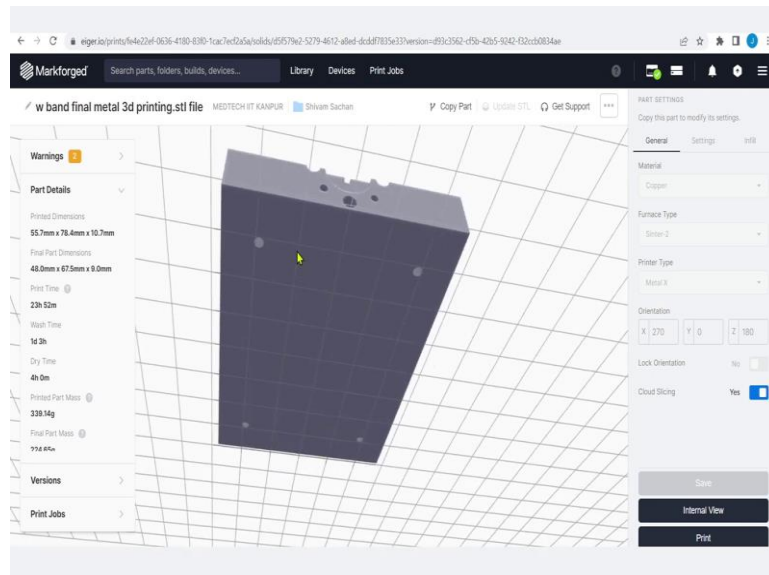 eiger.io/prints/fe4e22ef-0636-4180-83f0-1cac7ecf2a5a/solids/d5f579e2-5279-4612-a8ed-dcddf7835e33?version=d93c3562-cf5b-42b5-9242-f32ccb0834ae
Markforged
Search parts, folders, builds, devices...
Library Devices Print Jobs
w band final metal 3d printing.stl file MEDTECH IIT KANPUR Shivam Sachan
Copy Part Update STL Get Support
PART SETTINGS
Copy this part to modify its settings.
General Settings Infill
Warnings 2
Part Details
Printed Dimensions
55.7mm x 78.4mm x 10.7mm
Final Part Dimensions
48.0mm x 67.5mm x 9.0mm
Print Time
23h 52m
Wash Time
1d 3h
Dry Time
4h 0m
Printed Part Mass
339.14g
Final Part Mass
224.65g
Versions
Print Jobs
Material
Copper
Furnace Type
Sinter-2
Printer Type
Metal X
Orientation
X 270 Y 0 Z 180
Lock Orientation No
Cloud Slicing Yes
Save
Internal View
Print